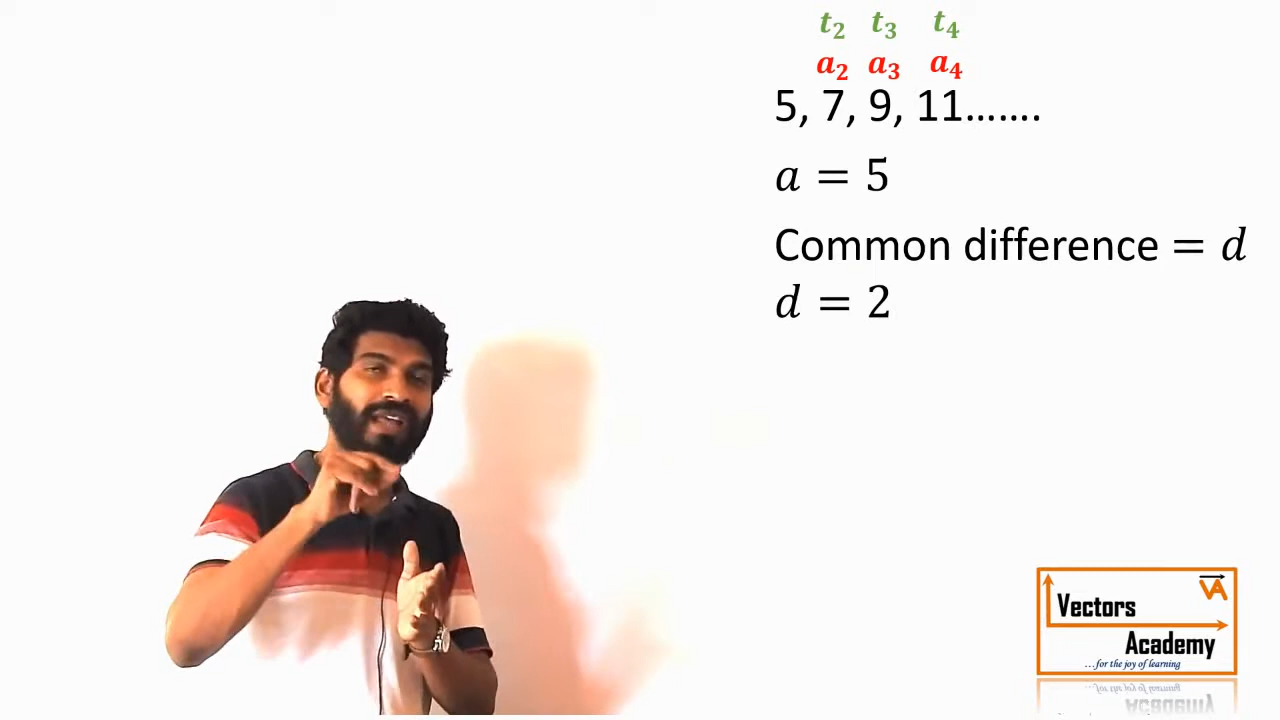 t₂ t₃ t₄
a₂ a₃ a₄
5, 7, 9, 11.......
a = 5
Common difference = d
d = 2
VA
Vectors
Academy
...for the joy of learning